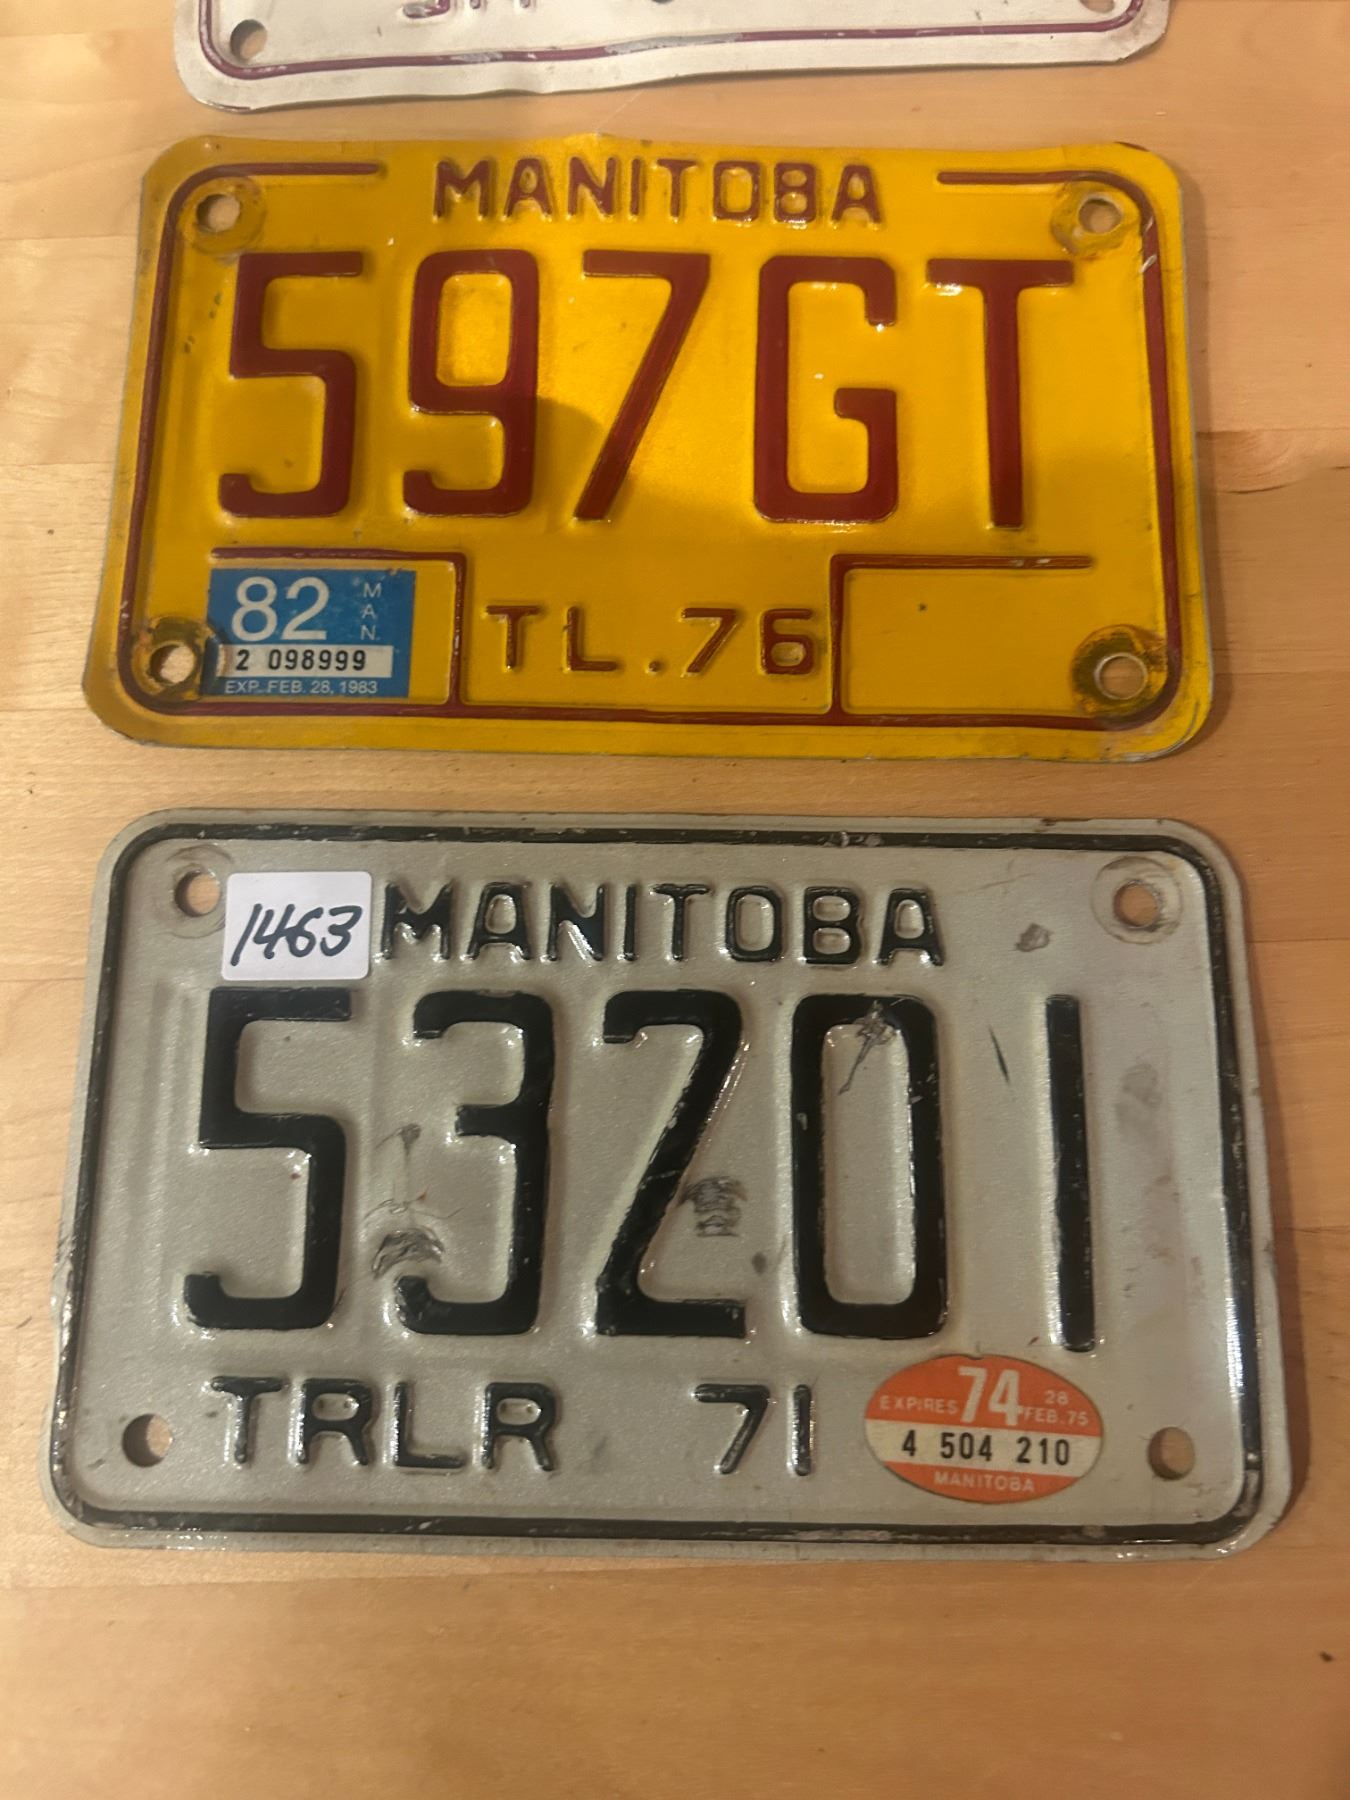 MANITOBA
597GT
82 MAN.
2 098999
EXP. FEB. 28, 1983
TL.76
1463
MANITOBA
53201
TRLR 71
EXPIRES 74 28 FEB. 75
4 504 210
MANITOBA